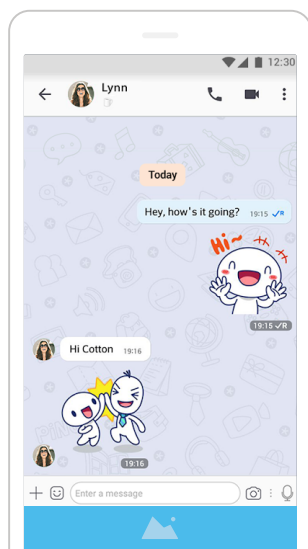 12:30
Lynn
Today
Hey, how's it going? 19:15 ✓R
Hi~
19:15 ✓R
Hi Cotton 19:16
19:16
Enter a message